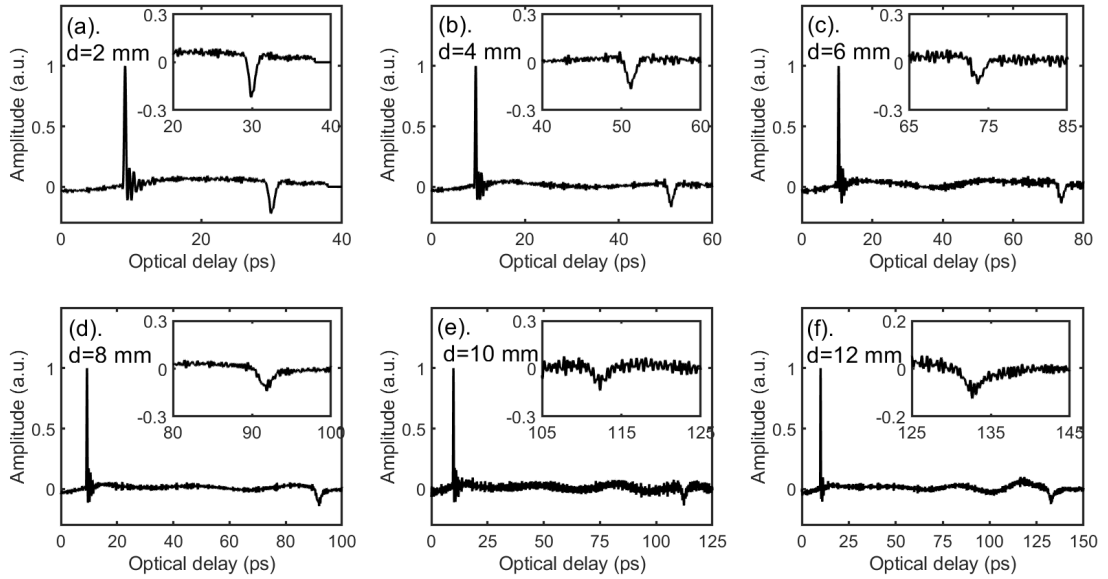 (a).
d=2 mm
Amplitude (a.u.)
1
0.5
0
0 20 40
Optical delay (ps)
0.3
0
-0.3
20 30 40
(b).
d=4 mm
Amplitude (a.u.)
1
0.5
0
0 20 40 60
Optical delay (ps)
0.3
0
-0.3
40 50 60
(c).
d=6 mm
Amplitude (a.u.)
1
0.5
0
0 20 40 60 80
Optical delay (ps)
0.3
0
-0.3
65 75 85
(d).
d=8 mm
Amplitude (a.u.)
1
0.5
0
0 20 40 60 80 100
Optical delay (ps)
0.3
0
-0.3
80 90 100
(e).
d=10 mm
Amplitude (a.u.)
1
0.5
0
0 25 50 75 100 125
Optical delay (ps)
0.3
0
-0.3
105 115 125
(f).
d=12 mm
Amplitude (a.u.)
1
0.5
0
0 25 50 75 100 125 150
Optical delay (ps)
0.2
0
-0.2
125 135 145